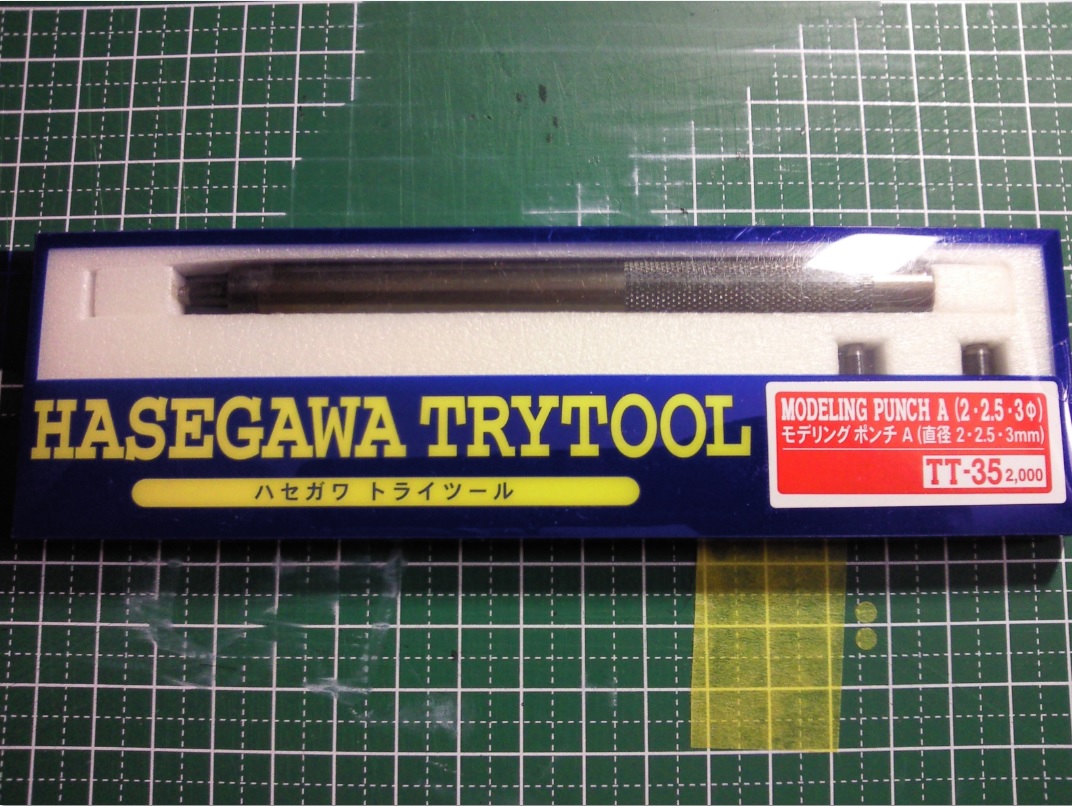 HASEGAWA TRYTOOL
ハセガワ トライツール
MODELING PUNCH A (2・2.5・3Φ)
モデリング ポンチ A (直径 2・2.5・3mm)
TT-35 2,000